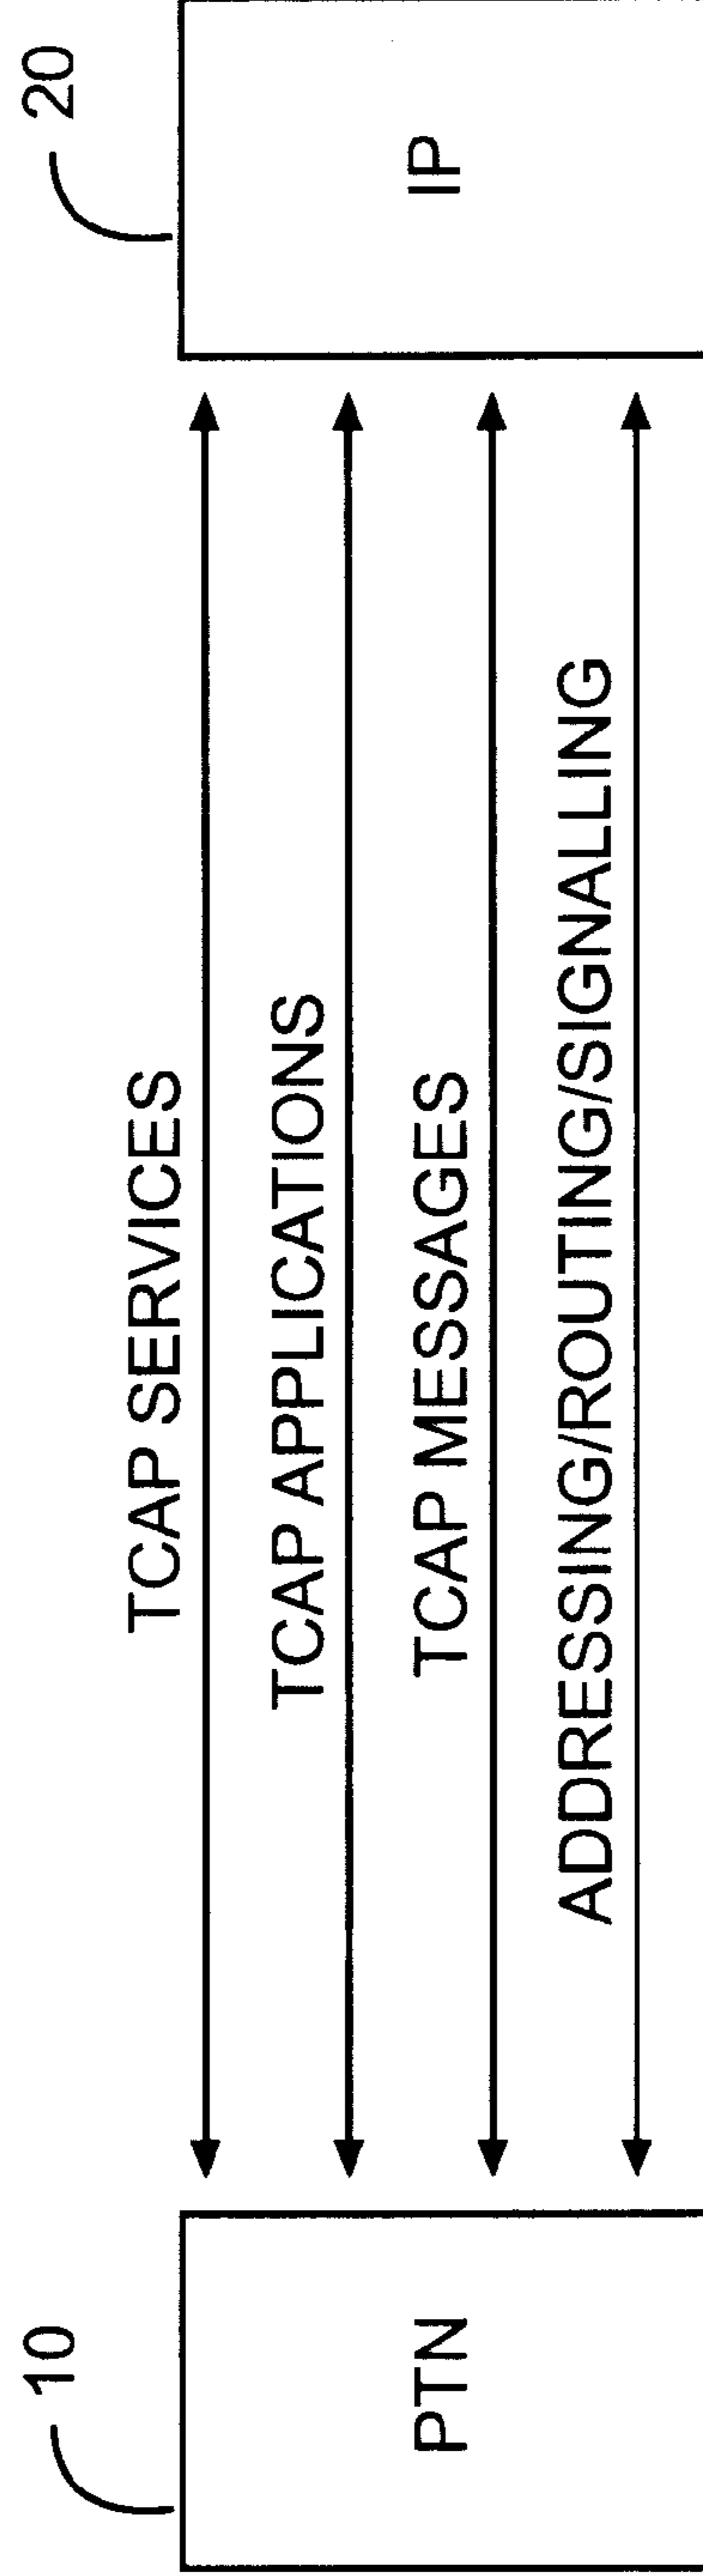 10
20
PTN
TCAP SERVICES
TCAP APPLICATIONS
TCAP MESSAGES
ADDRESSING/ROUTING/SIGNALLING
IP